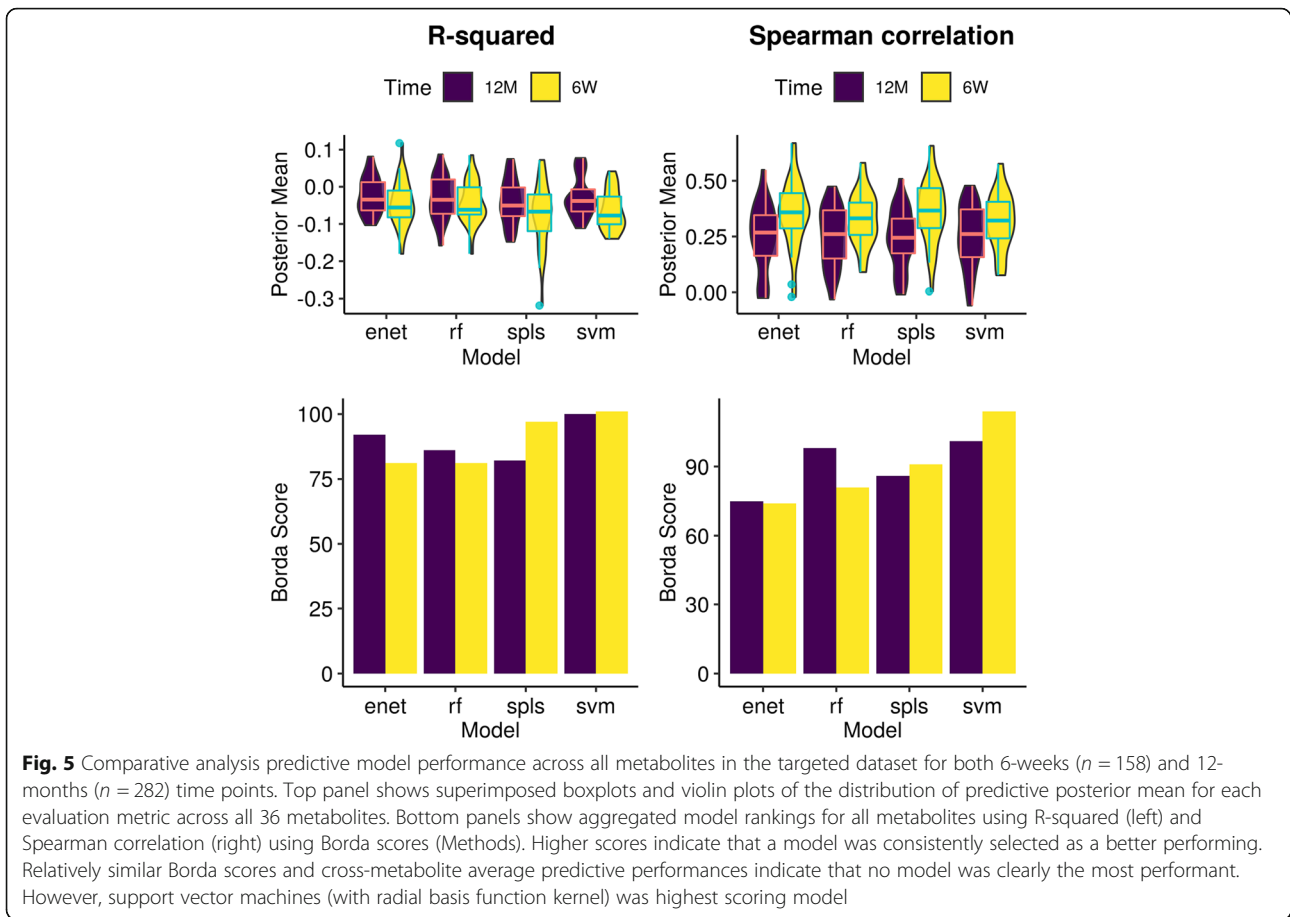 R-squared
Spearman correlation
Time 12M 6W
Time 12M 6W
Posterior Mean
0.1
0.0
-0.1
-0.2
-0.3
enet rf spls svm
Model
Posterior Mean
0.50
0.25
0.00
enet rf spls svm
Model
Borda Score
100
75
50
25
0
enet rf spls svm
Model
Borda Score
90
60
30
0
enet rf spls svm
Model
Fig. 5 Comparative analysis predictive model performance across all metabolites in the targeted dataset for both 6-weeks (n = 158) and 12-
months (n = 282) time points. Top panel shows superimposed boxplots and violin plots of the distribution of predictive posterior mean for each
evaluation metric across all 36 metabolites. Bottom panels show aggregated model rankings for all metabolites using R-squared (left) and
Spearman correlation (right) using Borda scores (Methods). Higher scores indicate that a model was consistently selected as a better performing.
Relatively similar Borda scores and cross-metabolite average predictive performances indicate that no model was clearly the most performant.
However, support vector machines (with radial basis function kernel) was highest scoring model